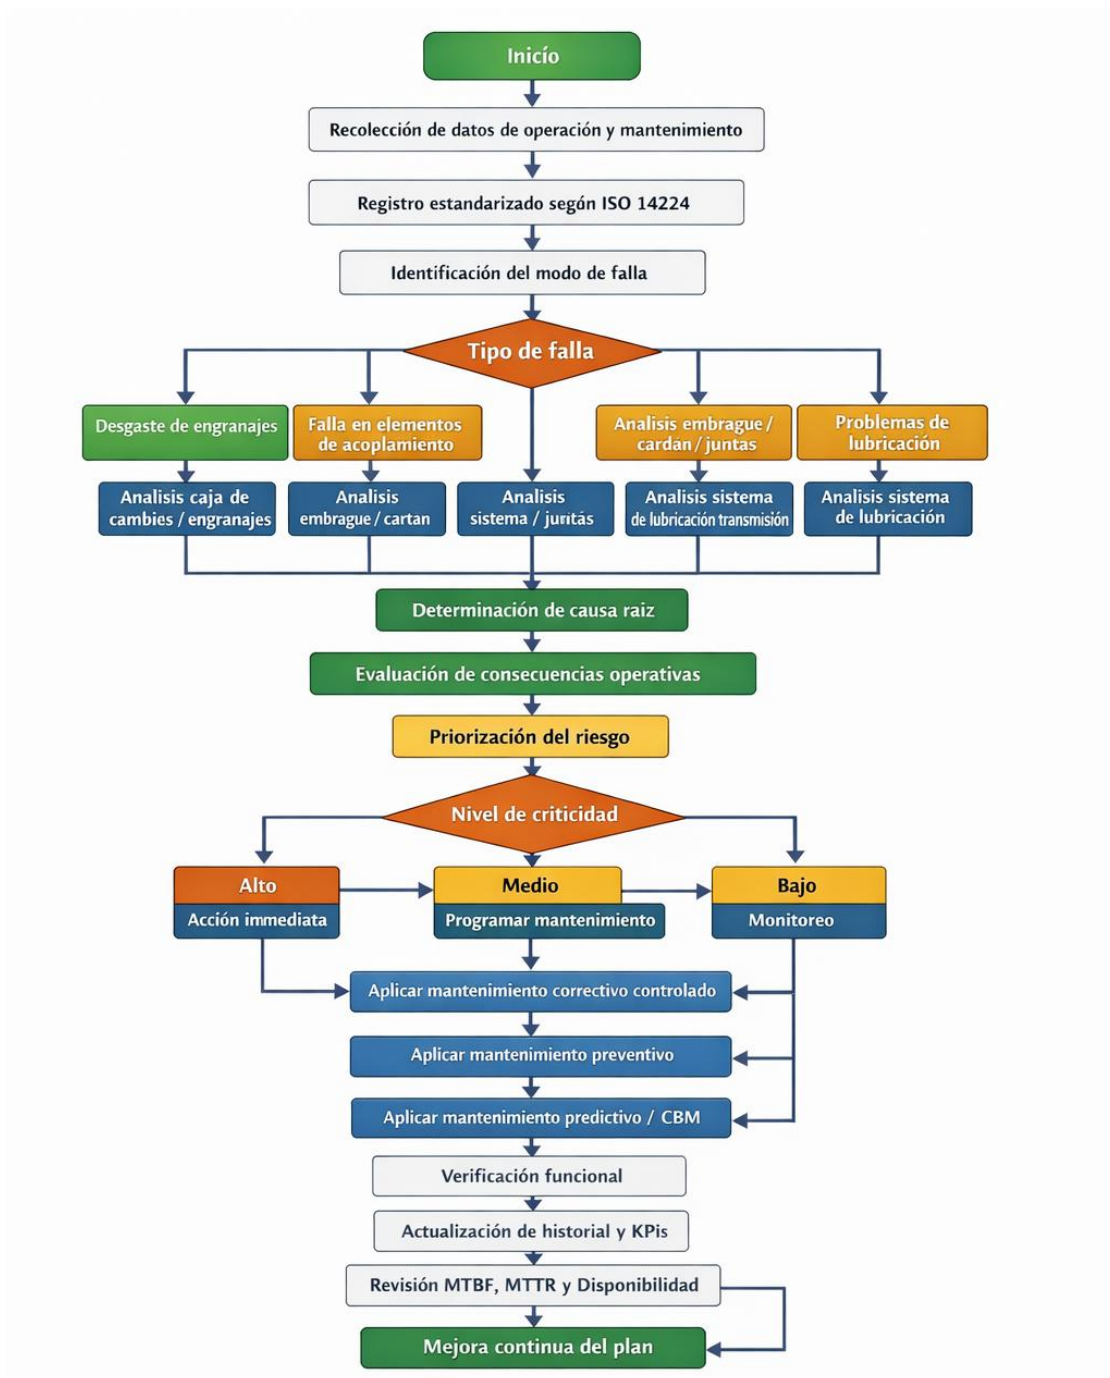 Inicío
Recolección de datos de operación y mantenimiento
Registro estandarizado según ISO 14224
Identificación del modo de falla
Tipo de falla
Desgaste de engranajes
Falla en elementos
de acoplamiento
Analisis embrague /
cardán / juntas
Problemas de
lubricación
Analisis caja de
cambies / engranajes
Analisis
embrague / cartan
Analisis
sistema / juritás
Analisis sistema
de lubricación transmisión
Analisis sistema
de lubricación
Determinación de causa raiz
Evaluación de consecuencias operativas
Priorización del riesgo
Nivel de criticidad
Alto
Acción immediata
Medio
Programar mantenimiento
Bajo
Monitoreo
Aplicar mantenimiento correctivo controlado
Aplicar mantenimiento preventivo
Aplicar mantenimiento predictivo / CBM
Verificación funcional
Actualización de historial y KPis
Revisión MTBF, MTTR y Disponibilidad
Mejora continua del plan